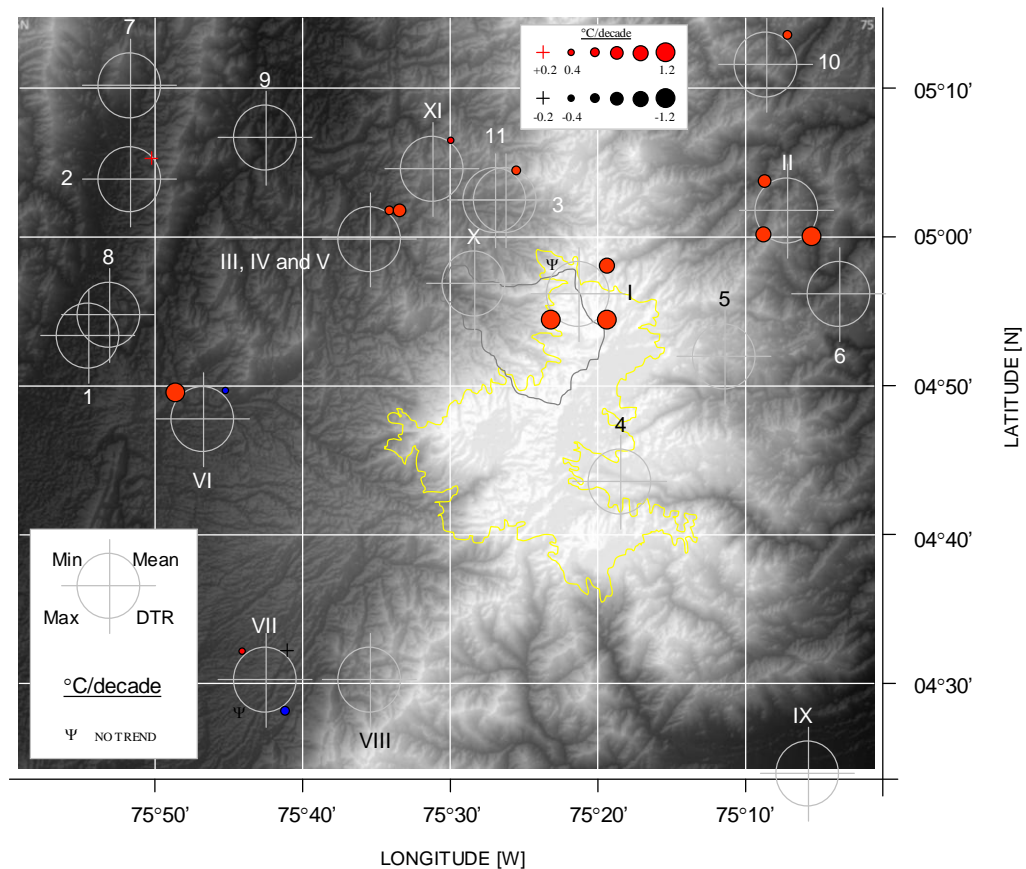 7
9
XI
11
°C/decade
+0.2 0.4 1.2
-0.2 -0.4 -1.2
75
10
05°10'
2
3
II
III, IV and V
X
Ψ
I
05°00'
8
5
6
1
04°50'
VI
4
LATITUDE [N]
Min Mean
Max DTR
°C/decade
Ψ NO TREND
04°40'
VII
Ψ
VIII
04°30'
IX
75°50' 75°40' 75°30' 75°20' 75°10'
LONGITUDE [W]